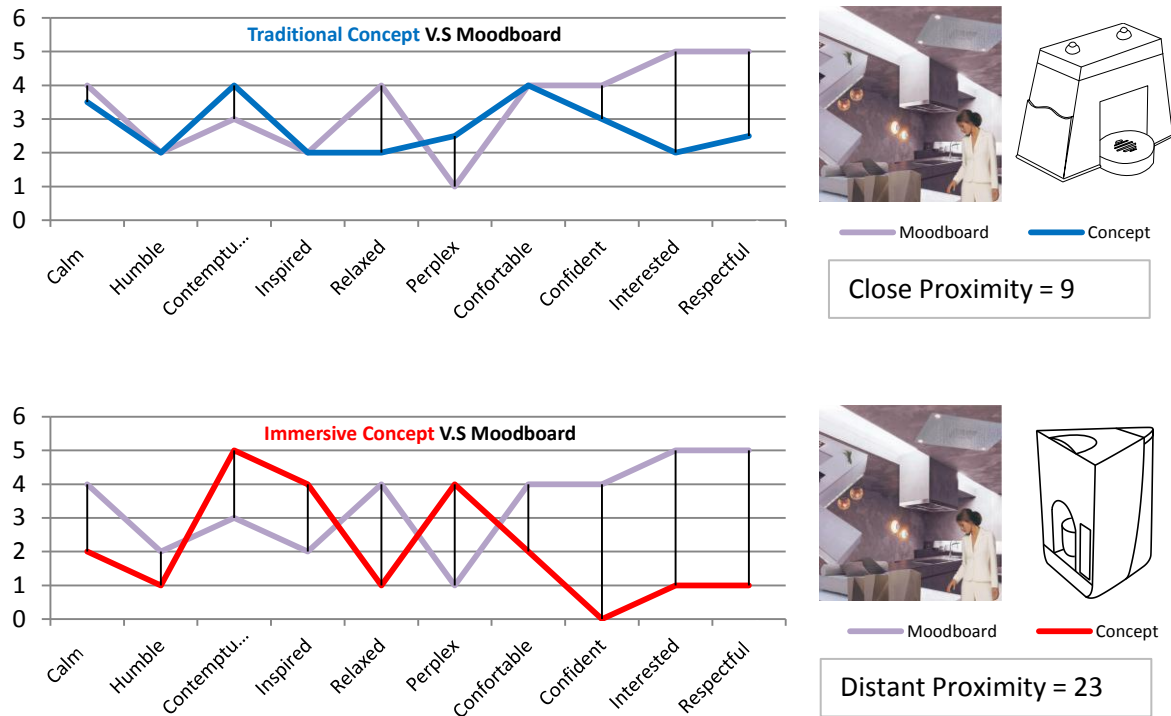 Traditional Concept V.S Moodboard
6
5
4
3
2
1
0
Calm
Humble
Contemptu...
Inspired
Relaxed
Perplex
Confortable
Confident
Interested
Respectful
Moodboard Concept
Close Proximity = 9
Immersive Concept V.S Moodboard
6
5
4
3
2
1
0
Calm
Humble
Contemptu...
Inspired
Relaxed
Perplex
Confortable
Confident
Interested
Respectful
Moodboard Concept
Distant Proximity = 23